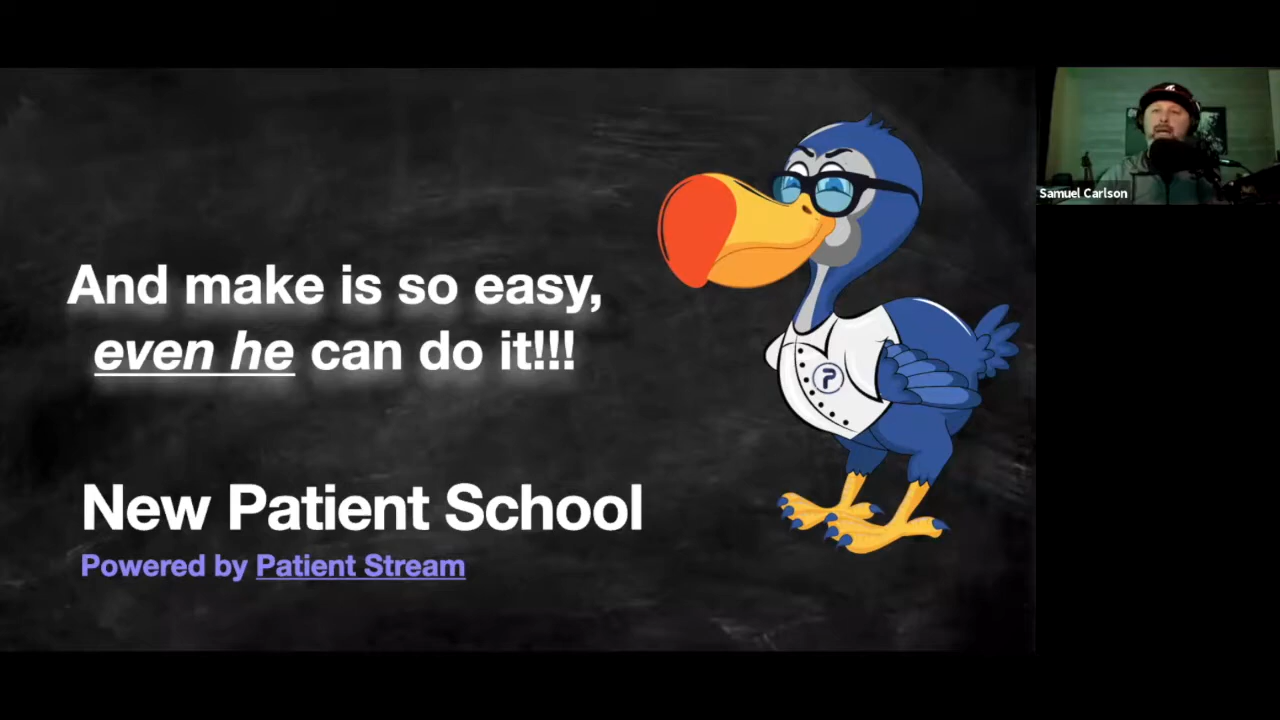 And make is so easy,
even he can do it!!!
New Patient School
Powered by Patient Stream
Samuel Carlson
P